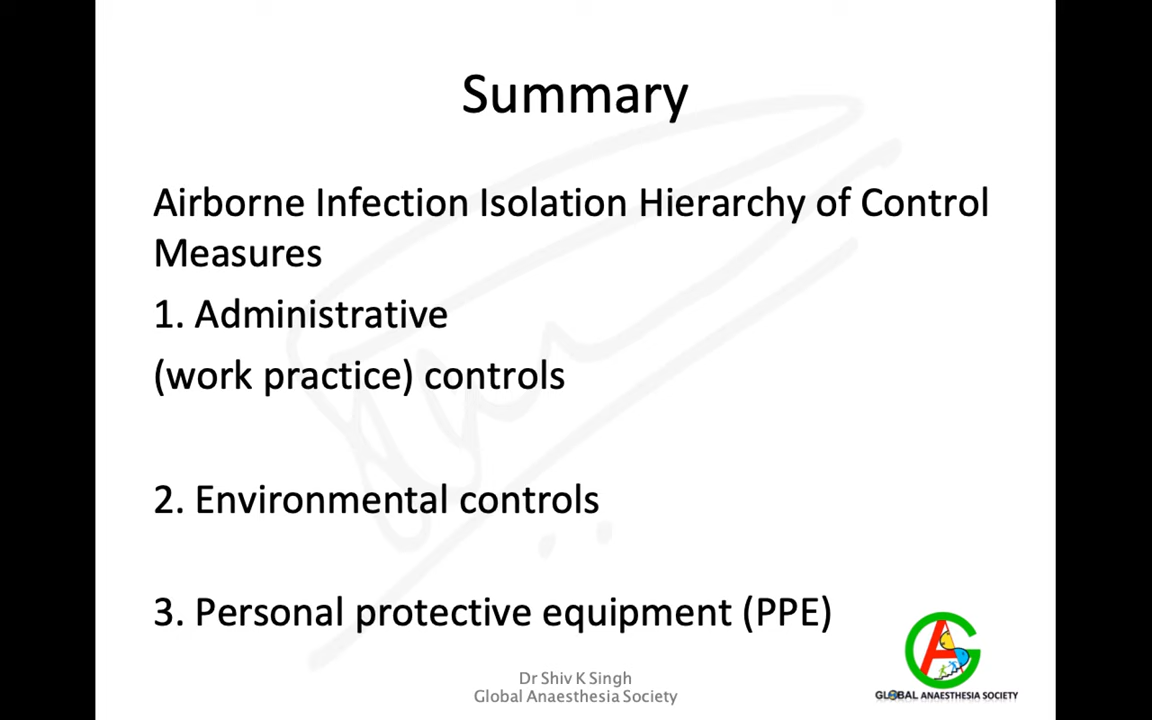 Summary
Airborne Infection Isolation Hierarchy of Control
Measures
1. Administrative
(work practice) controls
2. Environmental controls
3. Personal protective equipment (PPE)
Dr Shiv K Singh
Global Anaesthesia Society
AG
GLOBAL ANAESTHESIA SOCIETY